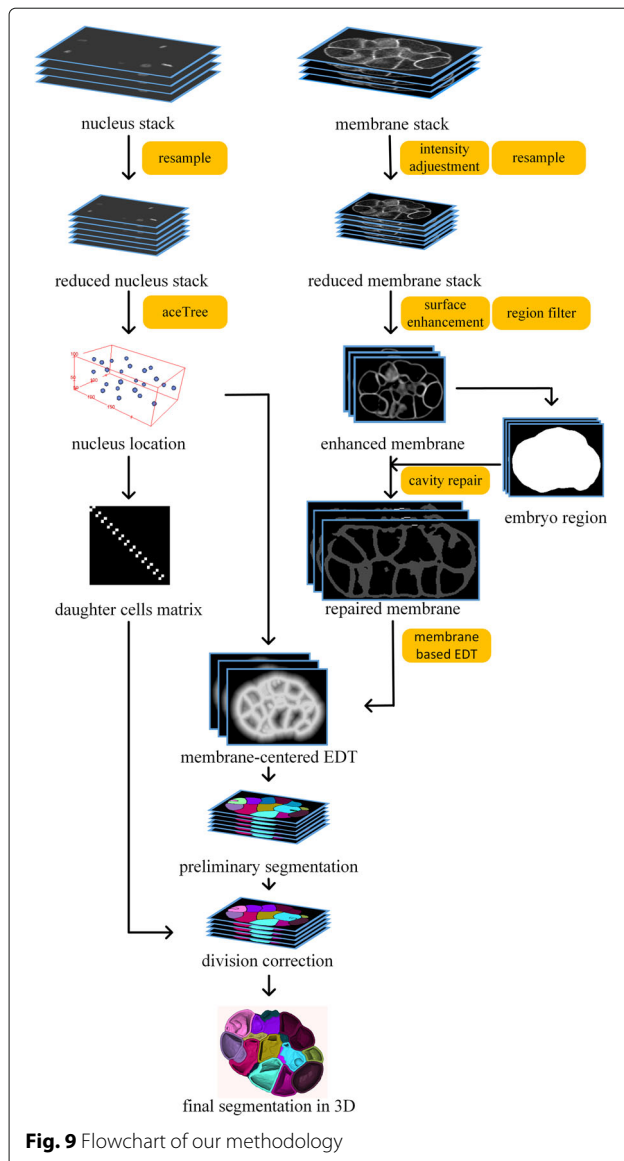 nucleus stack
membrane stack
resample
intensity
adjuestment
resample
reduced nucleus stack
reduced membrane stack
aceTree
surface
enhancement
region filter
100
50
nucleus location
enhanced membrane
cavity repair
embryo region
daughter cells matrix
repaired membrane
membrane
based EDT
membrane-centered EDT
preliminary segmentation
division correction
final segmentation in 3D
Fig. 9 Flowchart of our methodology